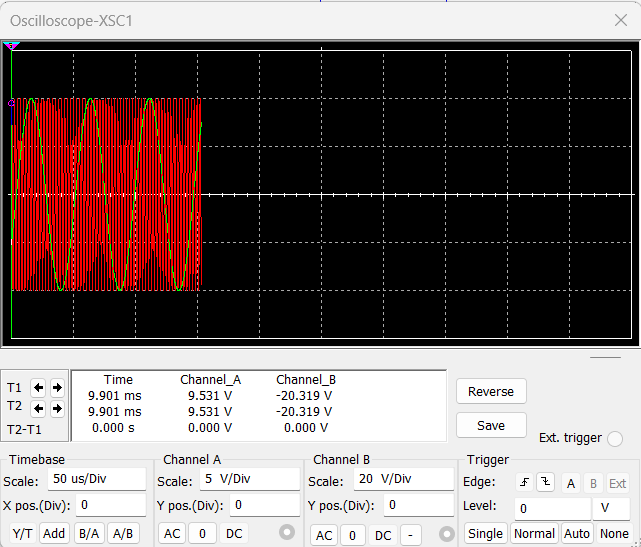 Oscilloscope-XSC1
Time Channel_A Channel_B
T1 9.901 ms 9.531 V -20.319 V
T2 9.901 ms 9.531 V -20.319 V
T2-T1 0.000 s 0.000 V 0.000 V
Reverse
Save
Ext. trigger
Timebase Channel A Channel B Trigger
Scale: 50 us/Div Scale: 5 V/Div Scale: 20 V/Div Edge: A B Ext
X pos.(Div): 0 Y pos.(Div): 0 Y pos.(Div): 0 Level: 0 V
Y/T Add B/A A/B AC 0 DC AC 0 DC - Single Normal Auto None